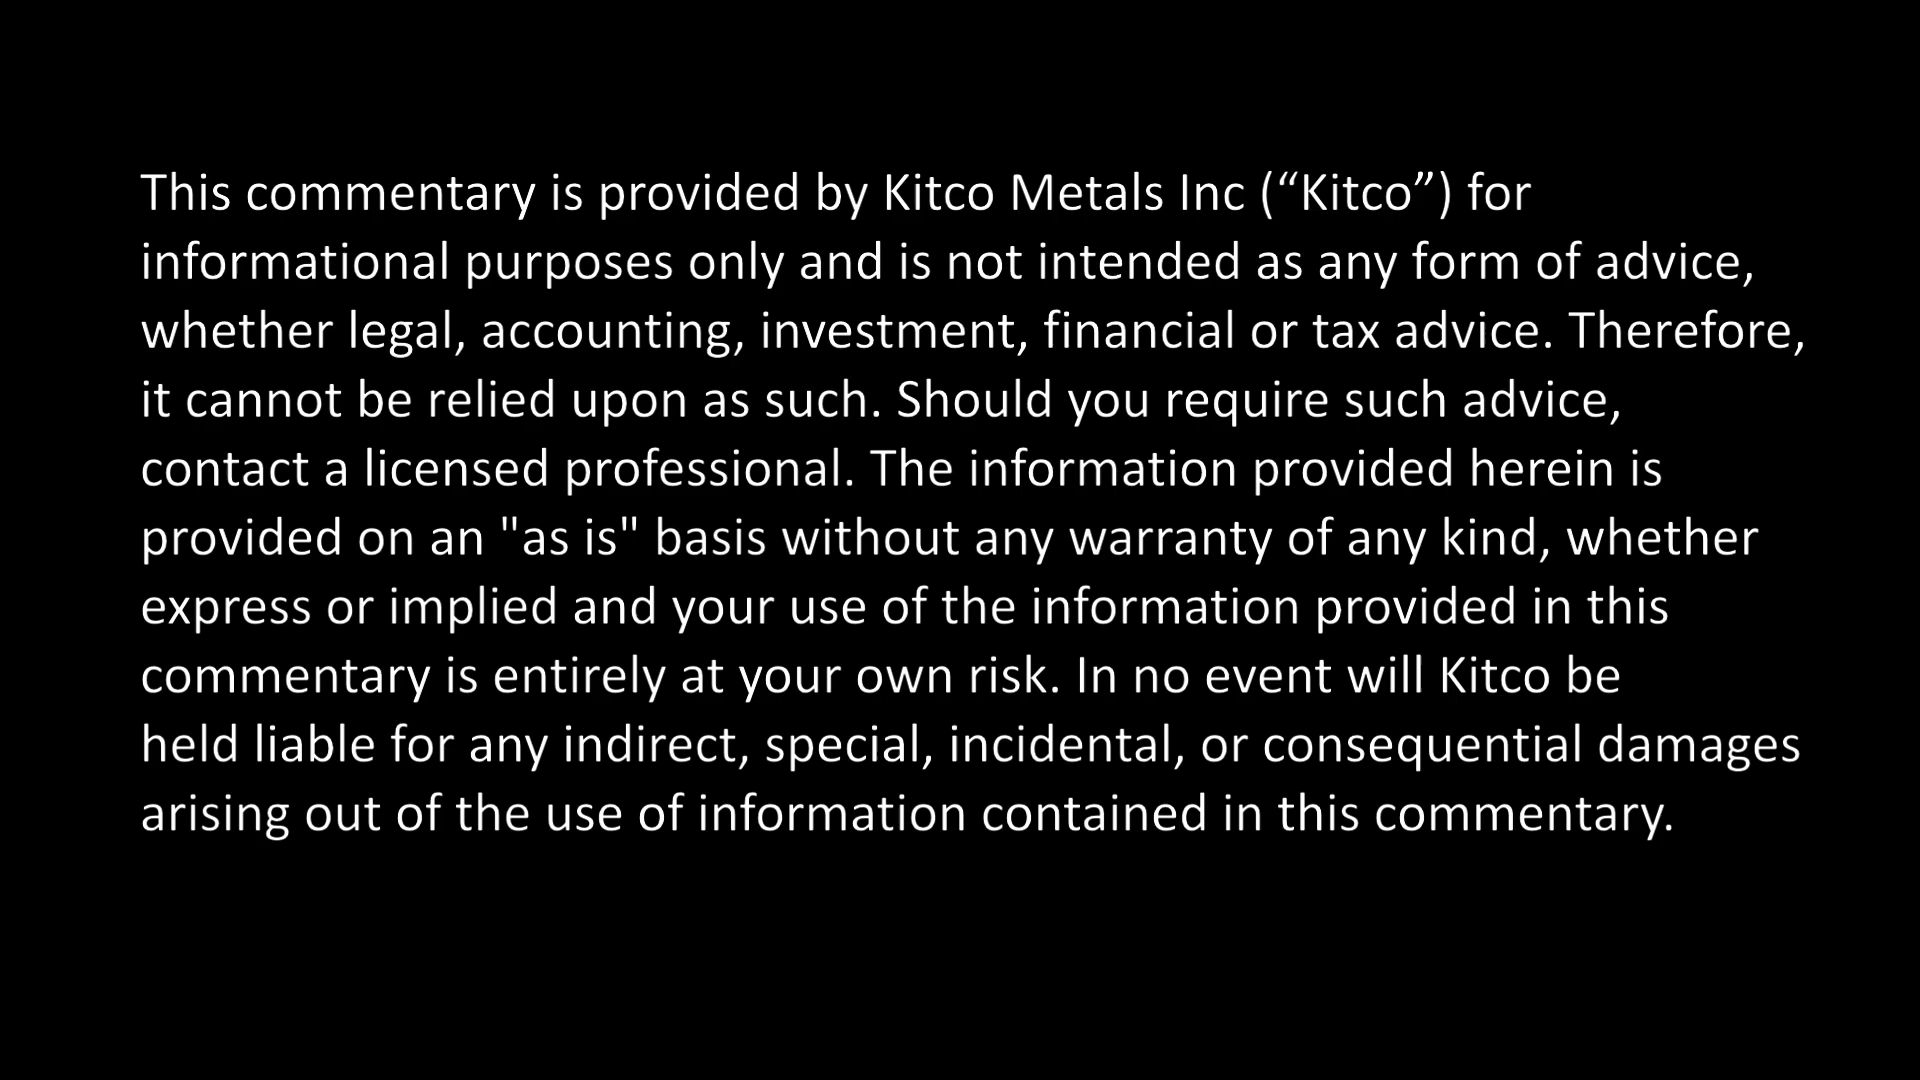 This commentary is provided by Kitco Metals Inc (“Kitco”) for
informational purposes only and is not intended as any form of advice,
whether legal, accounting, investment, financial or tax advice. Therefore,
it cannot be relied upon as such. Should you require such advice,
contact a licensed professional. The information provided herein is
provided on an "as is" basis without any warranty of any kind, whether
express or implied and your use of the information provided in this
commentary is entirely at your own risk. In no event will Kitco be
held liable for any indirect, special, incidental, or consequential damages
arising out of the use of information contained in this commentary.